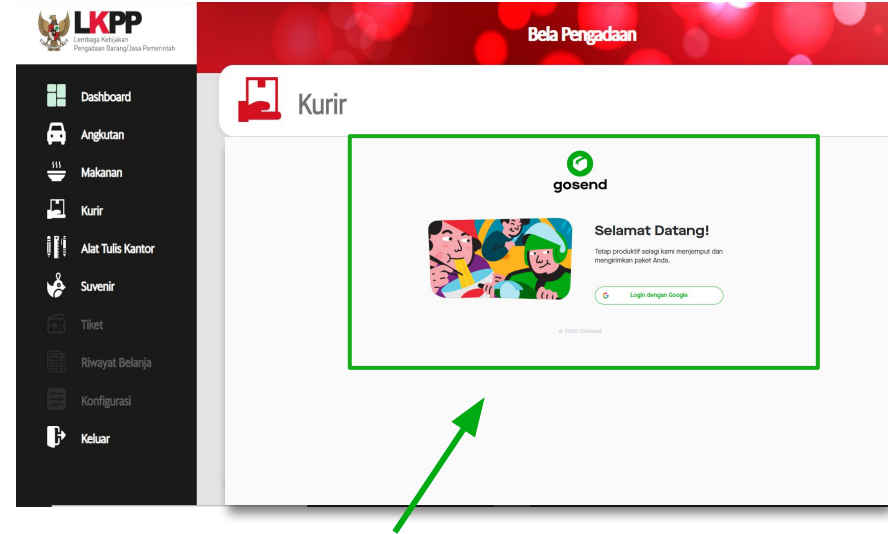 LKPP
Lembaga Kebijakan
Pengadaan Barang/Jasa Pemerintah
Bela Pengadaan
Dashboard
Angkutan
Makanan
Kurir
Alat Tulis Kantor
Suvenir
Tiket
Riwayat Belanja
Konfigurasi
Keluar
Kurir
gosend
Selamat Datang!
Tetap produktif selagi kami menjemput dan
mengirimkan paket Anda.
G Login dengan Google
© 2020 GoSend